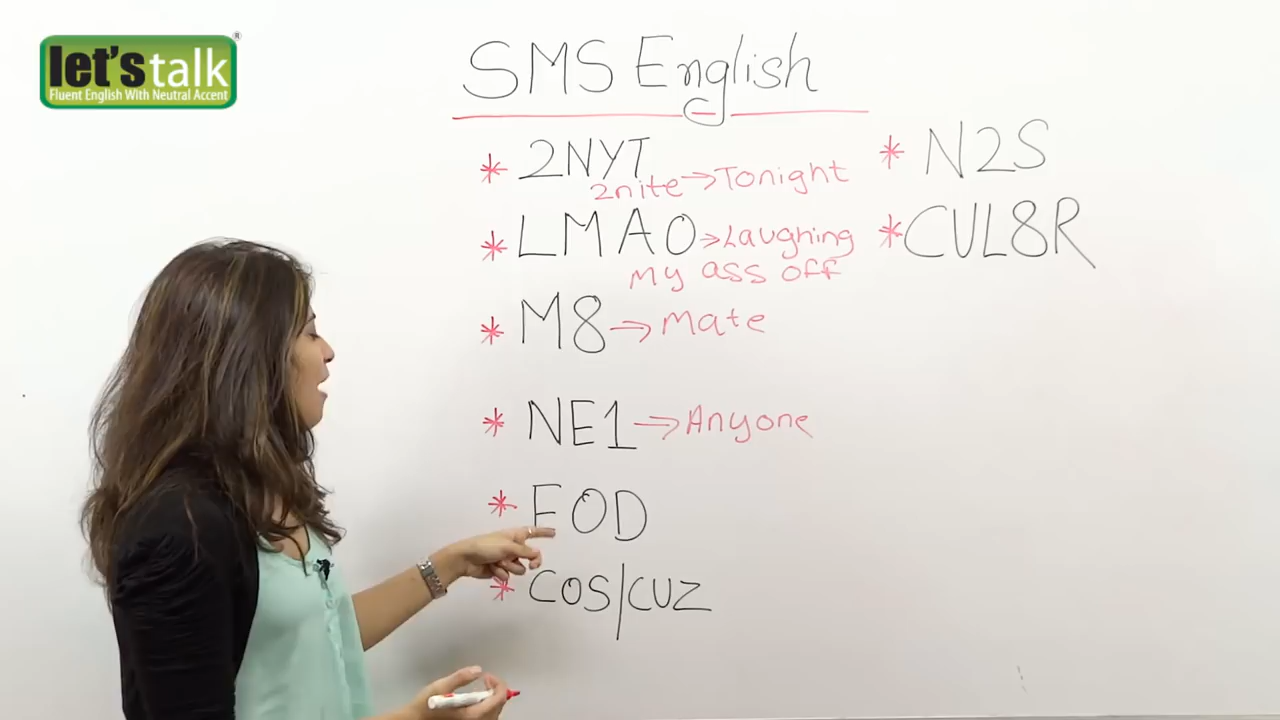 let's talk®
Fluent English With Neutral Accent
SMS English
* 2NYT
2nite → Tonight
* LMAO → Laughing
my ass off
* M8 → Mate
* NE1 → Anyone
* FOD
* COS/CUZ
* N2S
* CUL8R